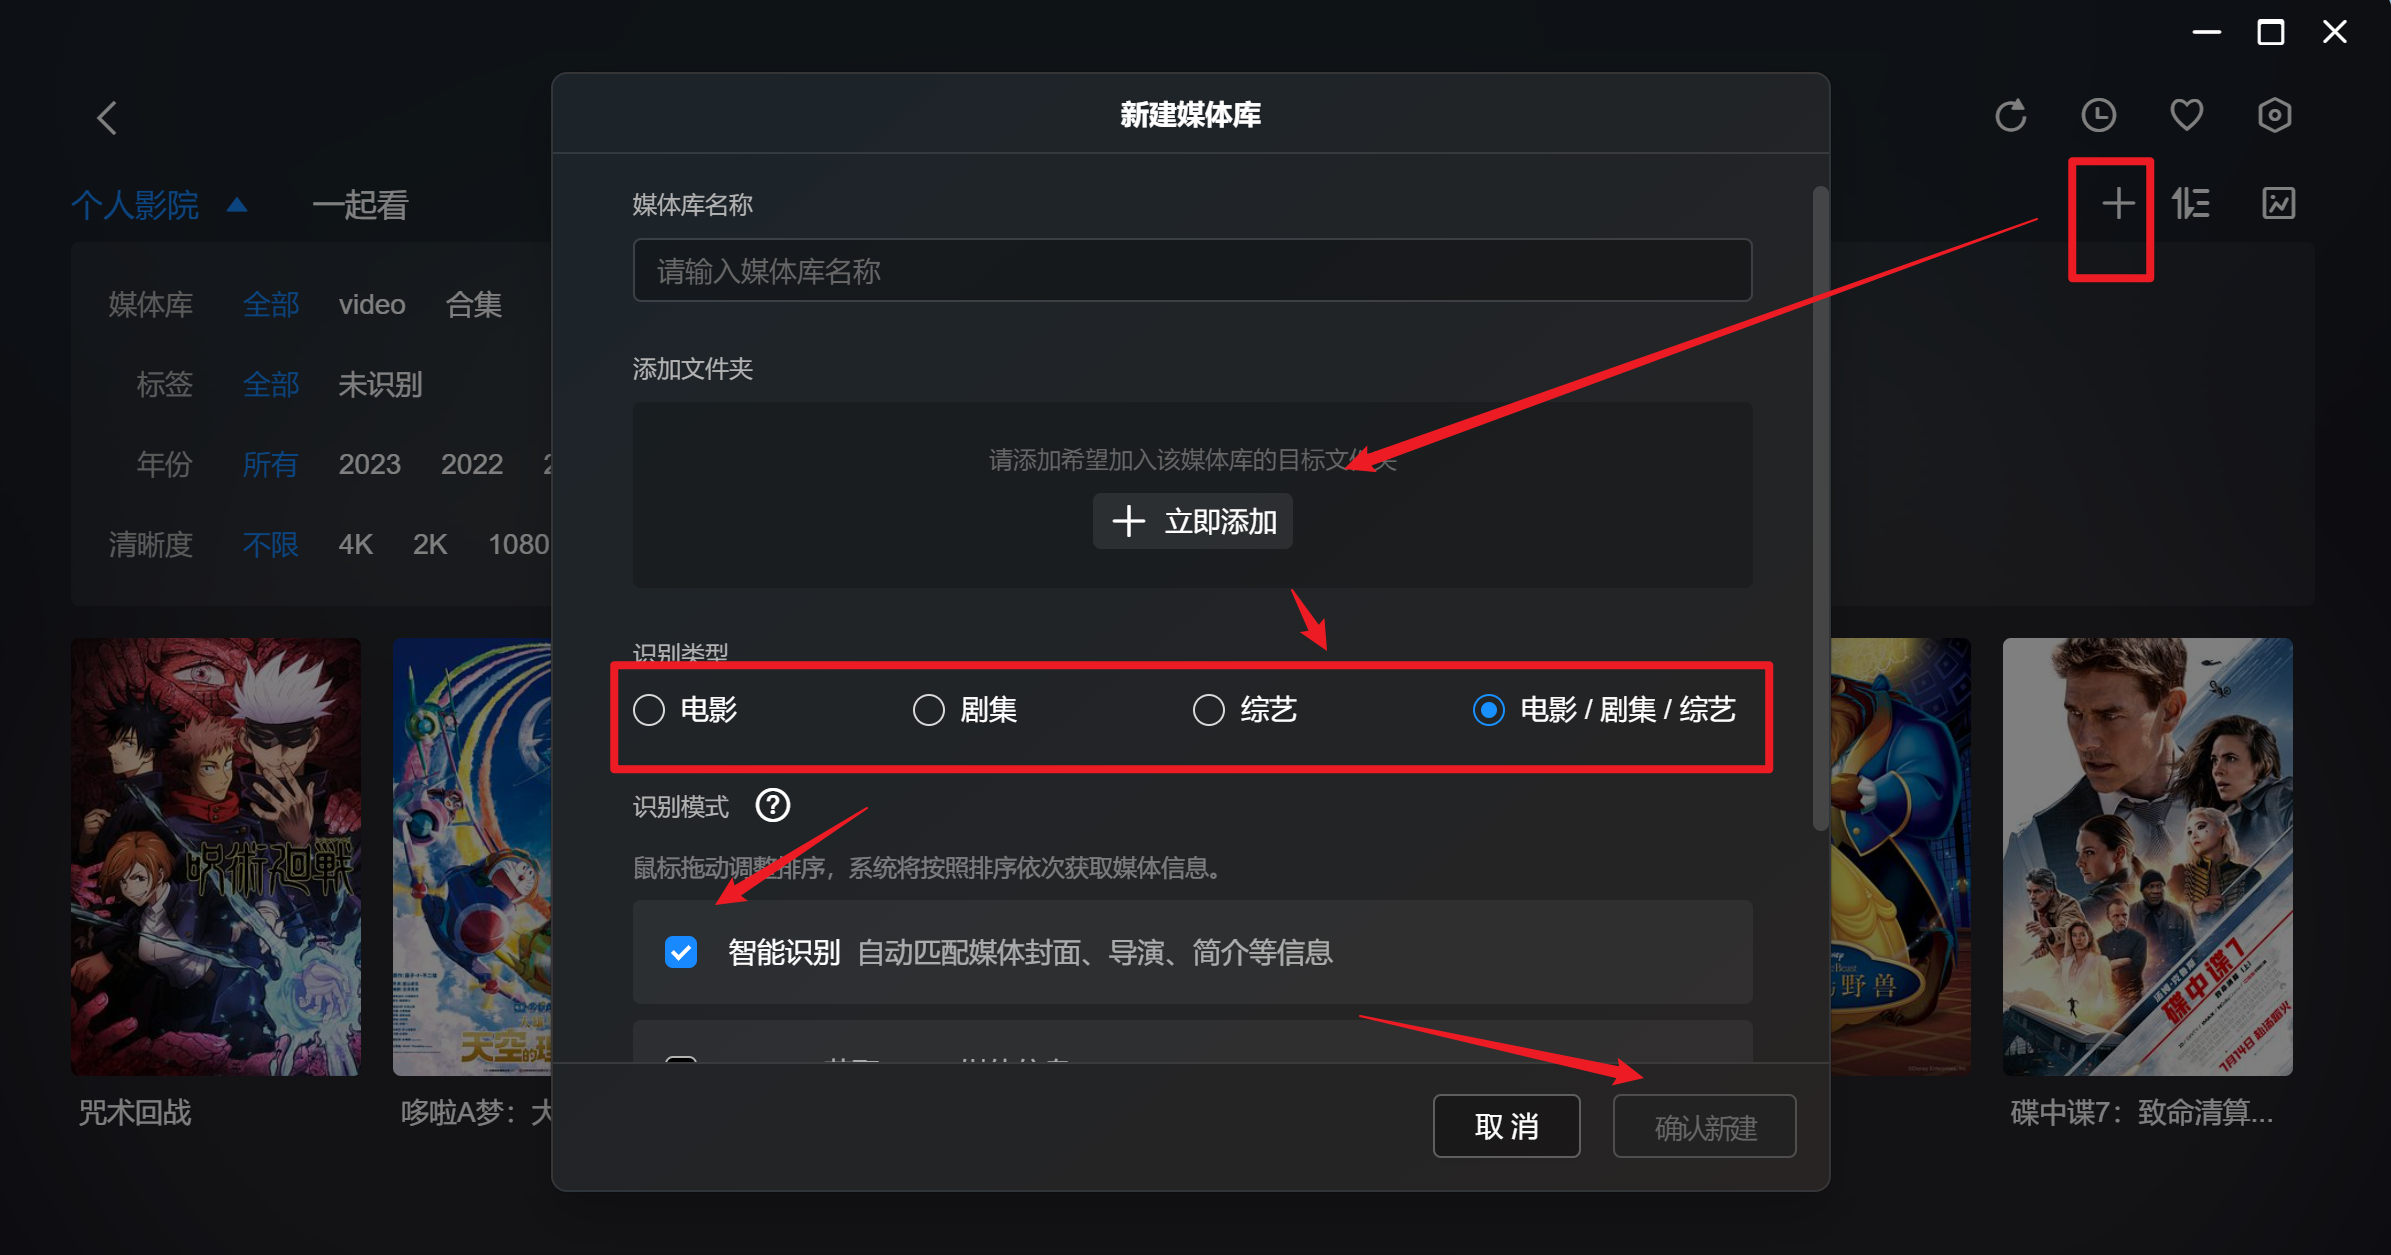 新建媒体库
个人影院 一起看
媒体库 全部 video 合集
标签 全部 未识别
年份 所有 2023 2022
清晰度 不限 4K 2K 1080
媒体库名称
请输入媒体库名称
添加文件夹
请添加希望加入该媒体库的目标文件夹
立即添加
识别类型
电影 剧集 综艺 电影 / 剧集 / 综艺
识别模式 ?
鼠标拖动调整排序，系统将按照排序依次获取媒体信息。
智能识别 自动匹配媒体封面、导演、简介等信息
取消 确认新建
呪術廻戦
天空的理
野兽
碟中谍7
7月14日
咒术回战
哆啦A梦：大
碟中谍7：致命清算...